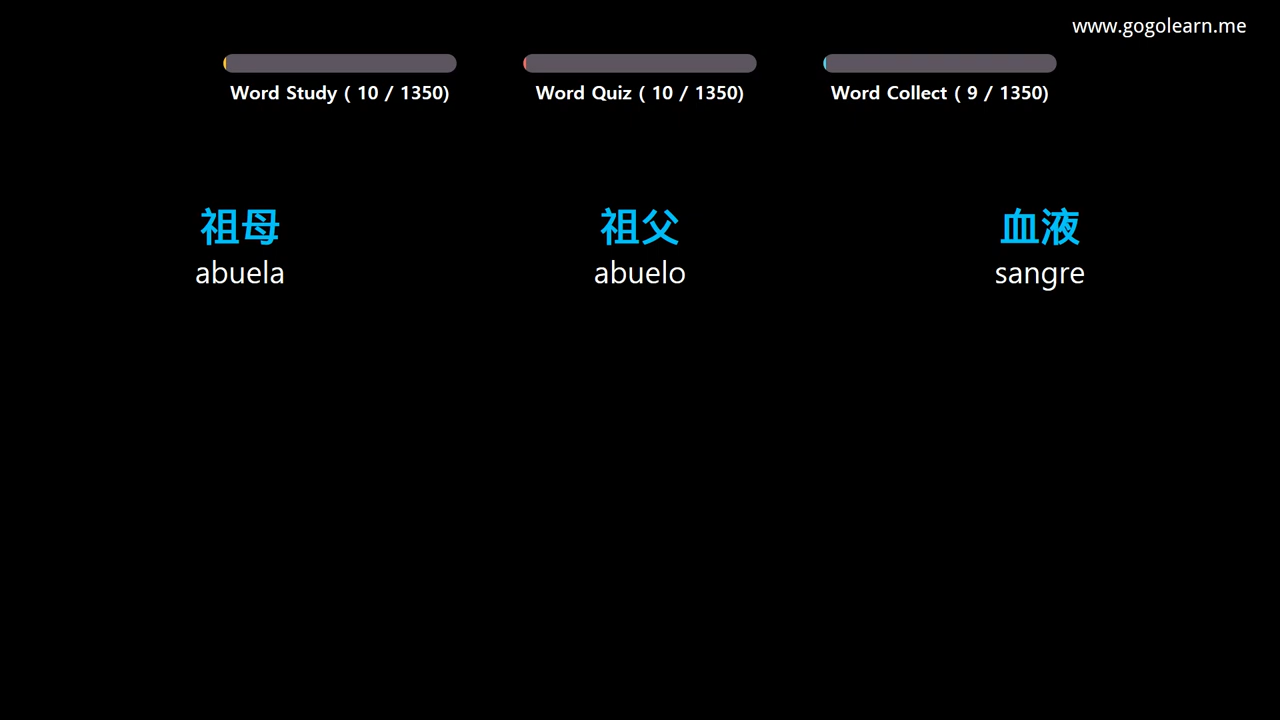 www.gogolearn.me
Word Study ( 10 / 1350)
Word Quiz ( 10 / 1350)
Word Collect ( 9 / 1350)
祖母
abuela
祖父
abuelo
血液
sangre